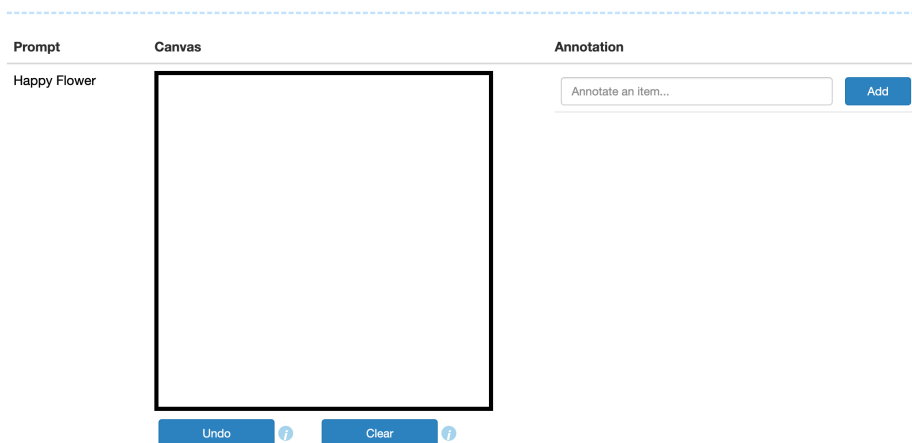 Prompt Canvas Annotation
Happy Flower
Annotate an item... Add
Undo i Clear i